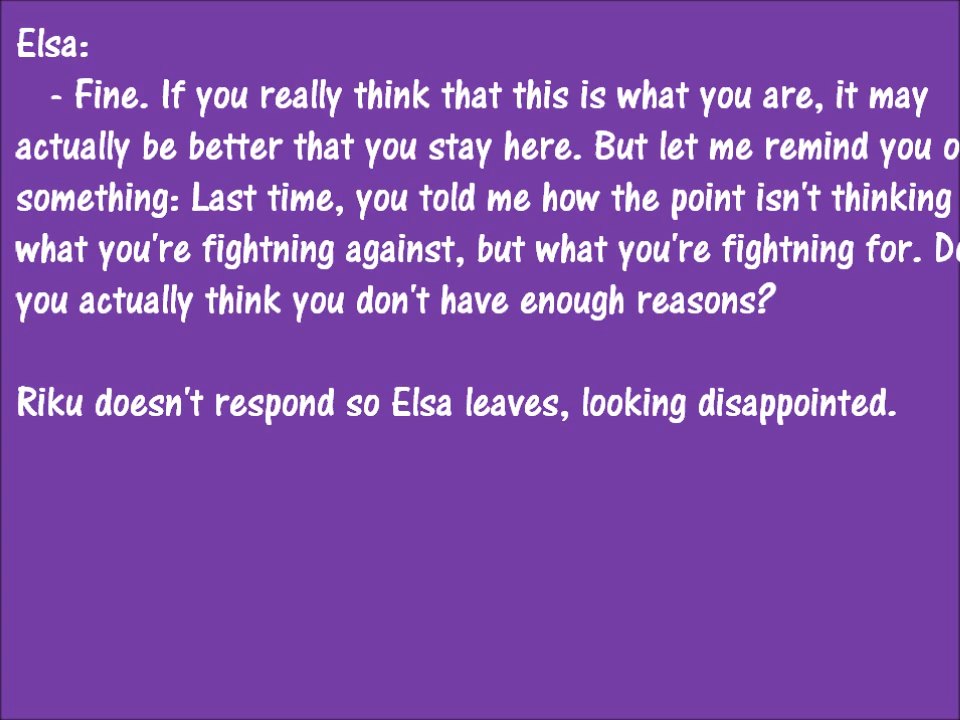 Elsa:
- Fine. If you really think that this is what you are, it may
actually be better that you stay here. But let me remind you o
something: Last time, you told me how the point isn't thinking
what you're fightning against, but what you're fightning for. Do
you actually think you don't have enough reasons?
Riku doesn't respond so Elsa leaves, looking disappointed.